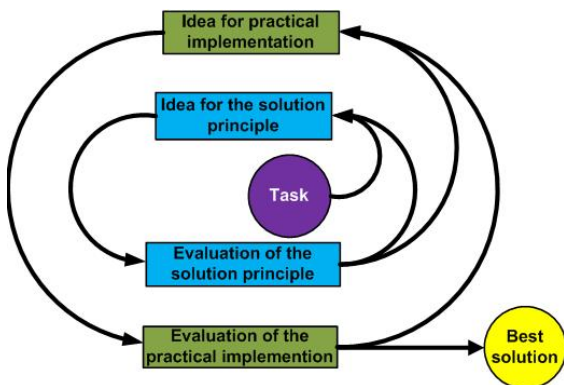 Idea for practical
implementation
Idea for the solution
principle
Task
Evaluation of the
solution principle
Evaluation of the
practical implemention
Best
solution